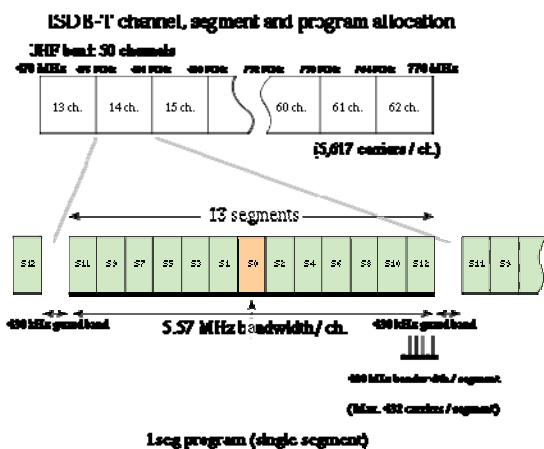 ISDB-T channel, segment and program allocation
UHF band: 50 channels
470 MHz 770 MHz
13 ch. 14 ch. 15 ch. 60 ch. 61 ch. 62 ch.
(5,617 carriers / ch.)
13 segments
S12 S11 S9 S7 S5 S3 S1 S0 S2 S4 S6 S8 S10 S12 S11 S9
430 kHz guard band 5.57 MHz bandwidth / ch. 430 kHz guard band
bandwidth / segment
(Max. 432 carriers / segment)
1seg program (single segment)